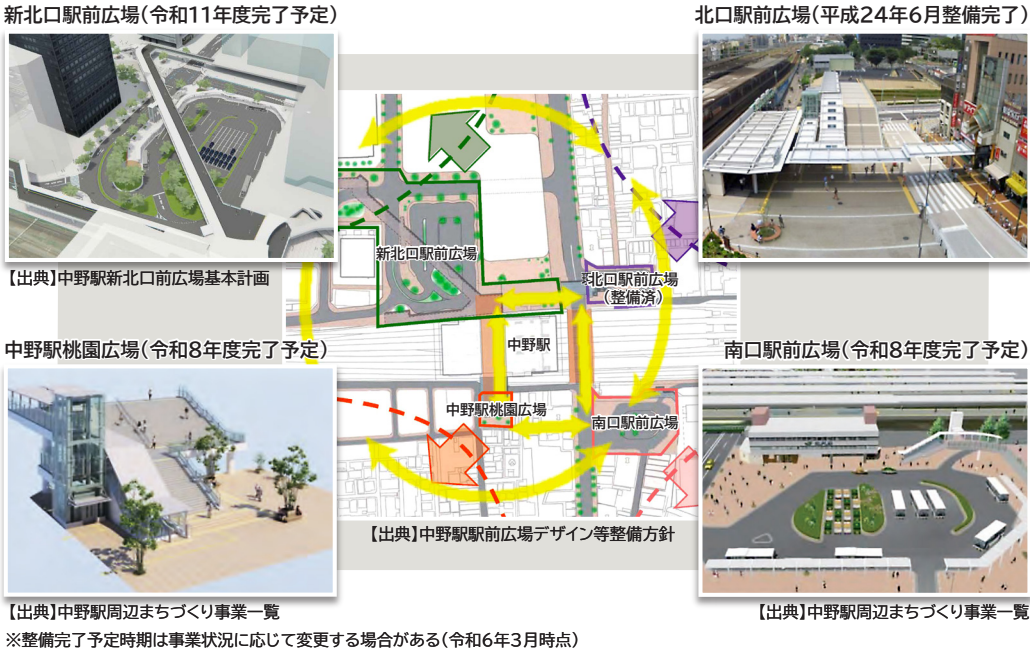 新北口駅前広場(令和11年度完了予定)
北口駅前広場(平成24年6月整備完了)
【出典】中野駅新北口前広場基本計画
新北口駅前広場
北口駅前広場
(整備済)
中野駅
中野駅桃園広場
南口駅前広場
中野駅桃園広場(令和8年度完了予定)
南口駅前広場(令和8年度完了予定)
【出典】中野駅駅前広場デザイン等整備方針
【出典】中野駅周辺まちづくり事業一覧
【出典】中野駅周辺まちづくり事業一覧
※整備完了予定時期は事業状況に応じて変更する場合がある(令和6年3月時点)